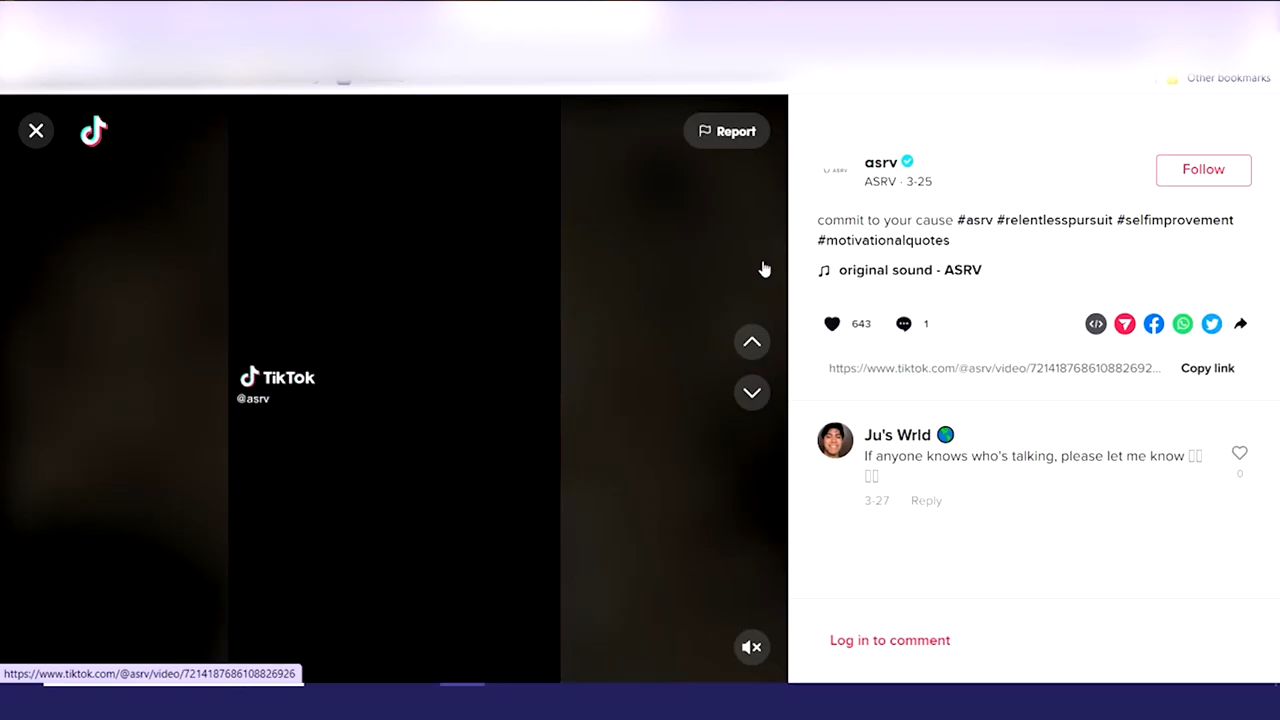 Other bookmarks
Report
asrv
ASRV · 3-25
Follow
commit to your cause #asrv #relentlesspursuit #selfimprovement
#motivationalquotes
original sound - ASRV
643
1
https://www.tiktok.com/@asrv/video/721418768610882692...
Copy link
TikTok
@asrv
Ju's Wrld
If anyone knows who's talking, please let me know
0
3-27
Reply
Log in to comment
https://www.tiktok.com/@asrv/video/7214187686108826926